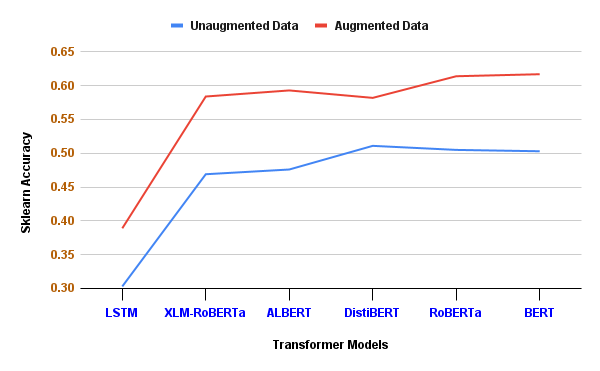 Unaugmented Data Augmented Data
Sklearn Accuracy
0.65
0.60
0.55
0.50
0.45
0.40
0.35
0.30
LSTM XLM-RoBERTa ALBERT DistiBERT RoBERTa BERT
Transformer Models